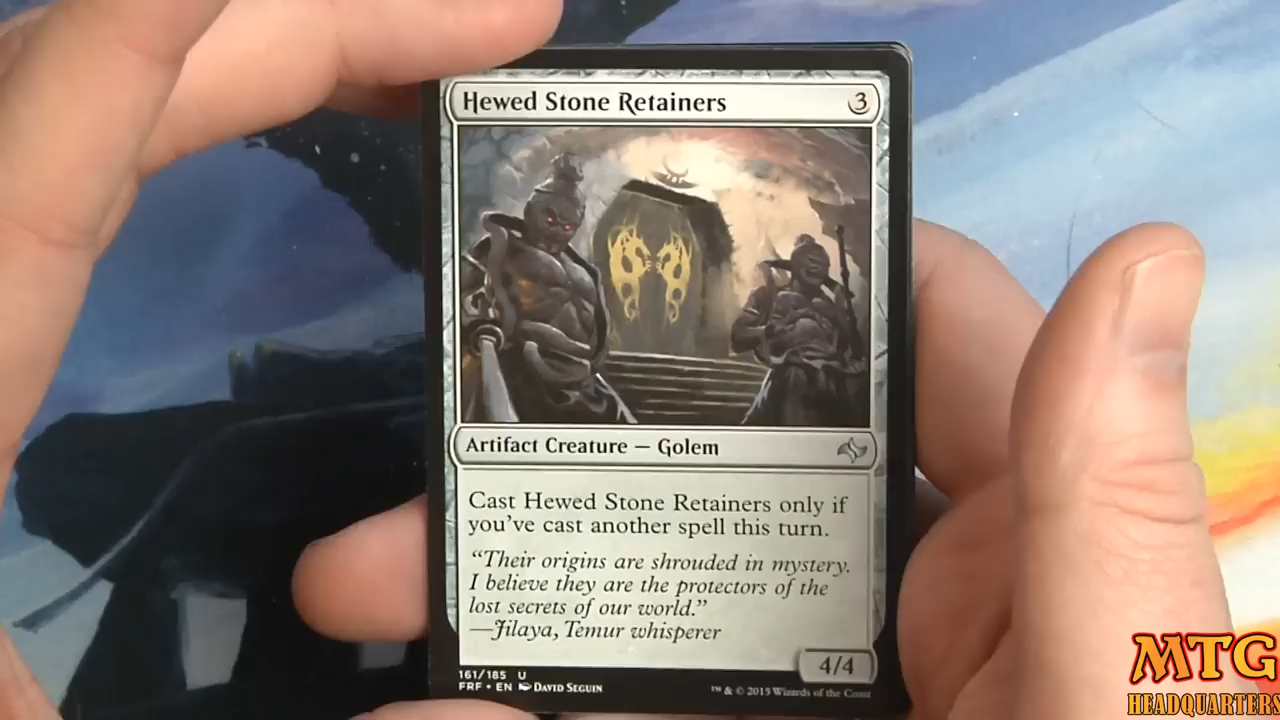 Hewed Stone Retainers 3
Artifact Creature — Golem
Cast Hewed Stone Retainers only if
you've cast another spell this turn.
"Their origins are shrouded in mystery.
I believe they are the protectors of the
lost secrets of our world."
—Jilaya, Temur whisperer
4/4
161/185 U
FRF • EN David Seguin
™ & © 2015 Wizards of the Coast
MTG
HEADQUARTERS